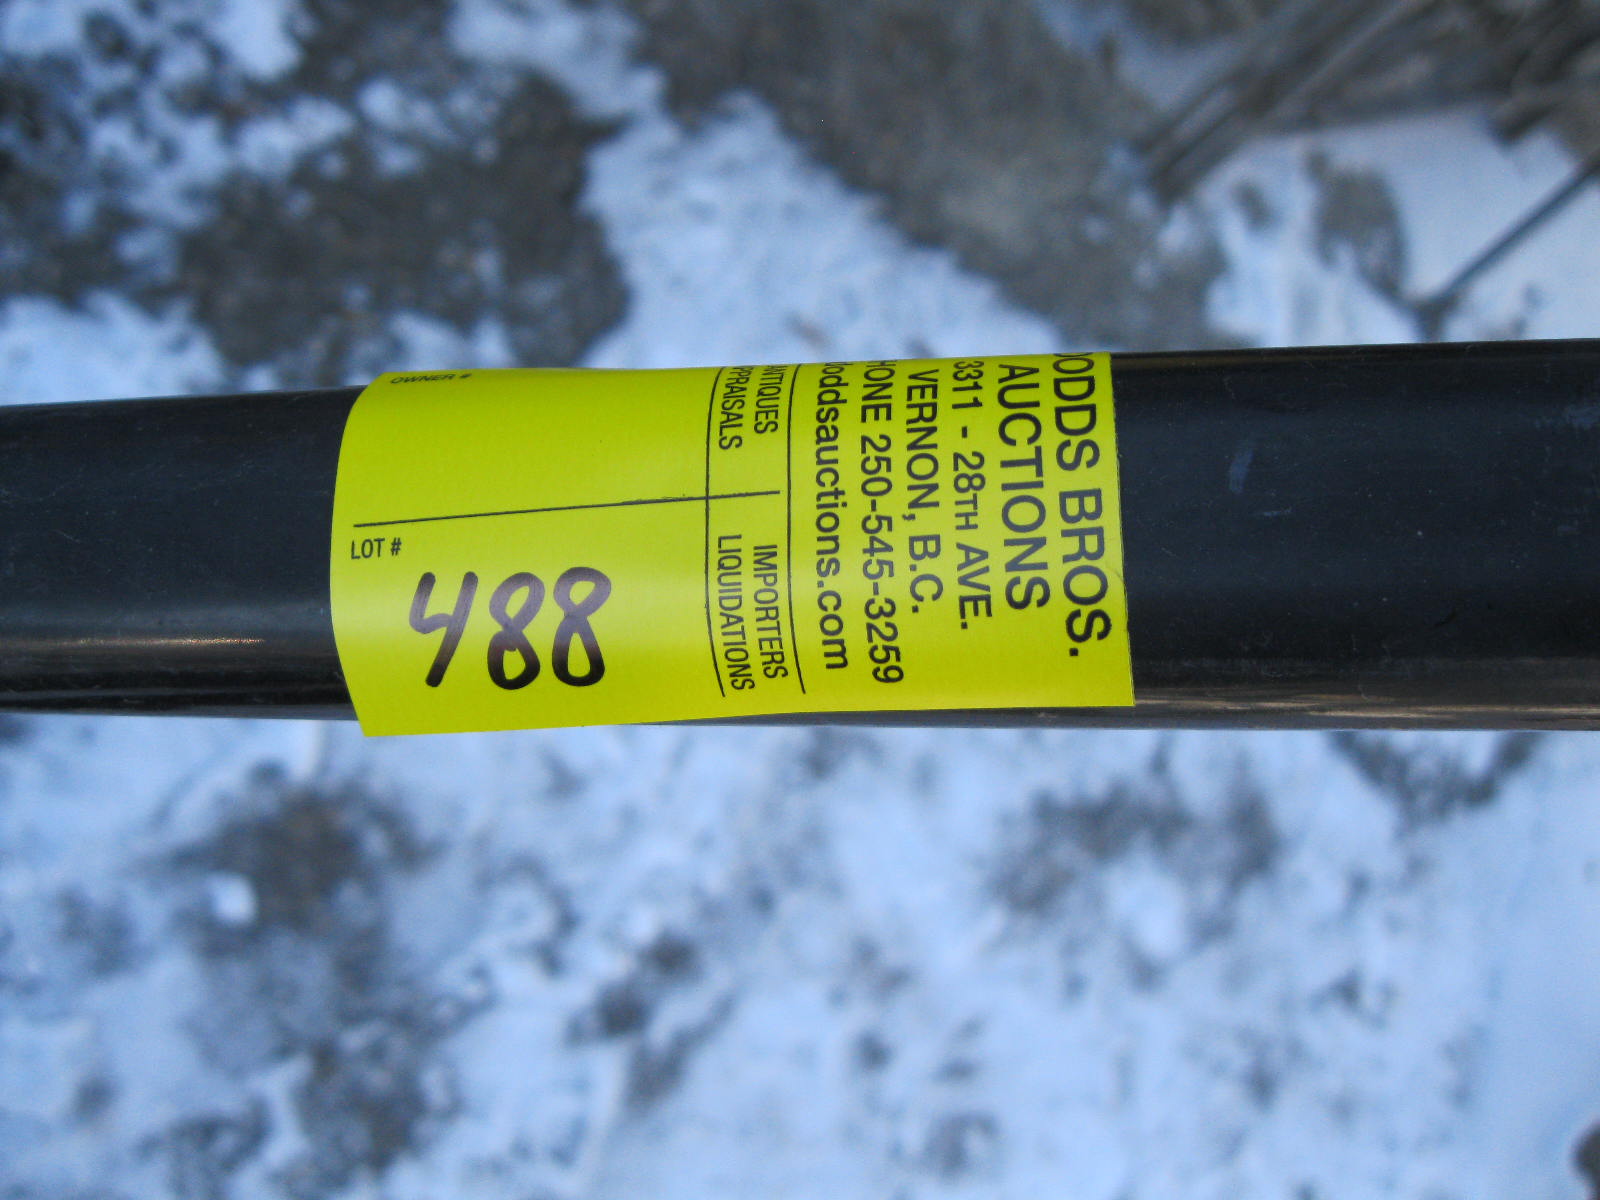 ODDS BROS.
AUCTIONS
3311 - 28TH AVE.
VERNON, B.C.
HONE 250-545-3259
oddsauctions.com
ANTIQUES IMPORTERS
PPRAISALS LIQUIDATIONS
OWNER #
LOT #
488